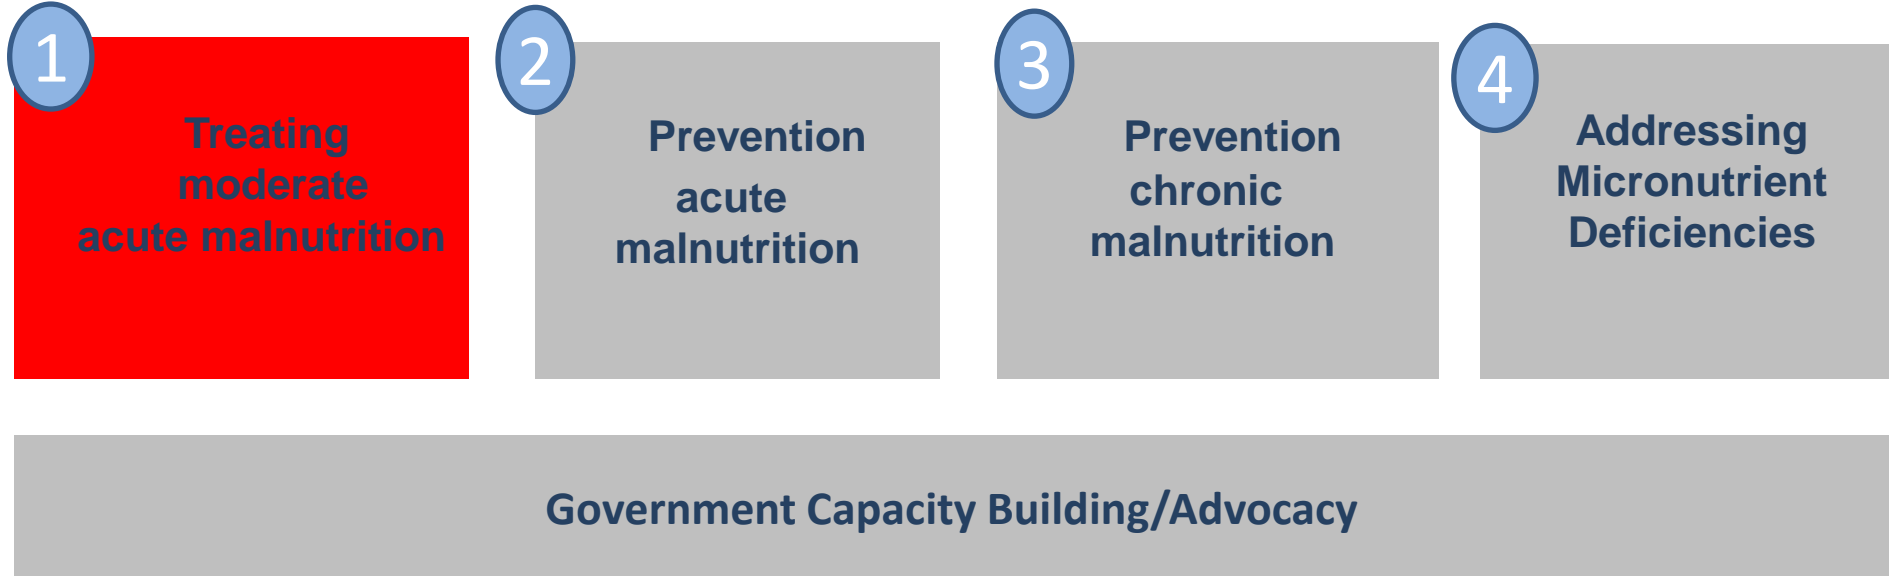 1
Treating
moderate
acute malnutrition
2
Prevention
acute
malnutrition
3
Prevention
chronic
malnutrition
4
Addressing
Micronutrient
Deficiencies
Government Capacity Building/Advocacy